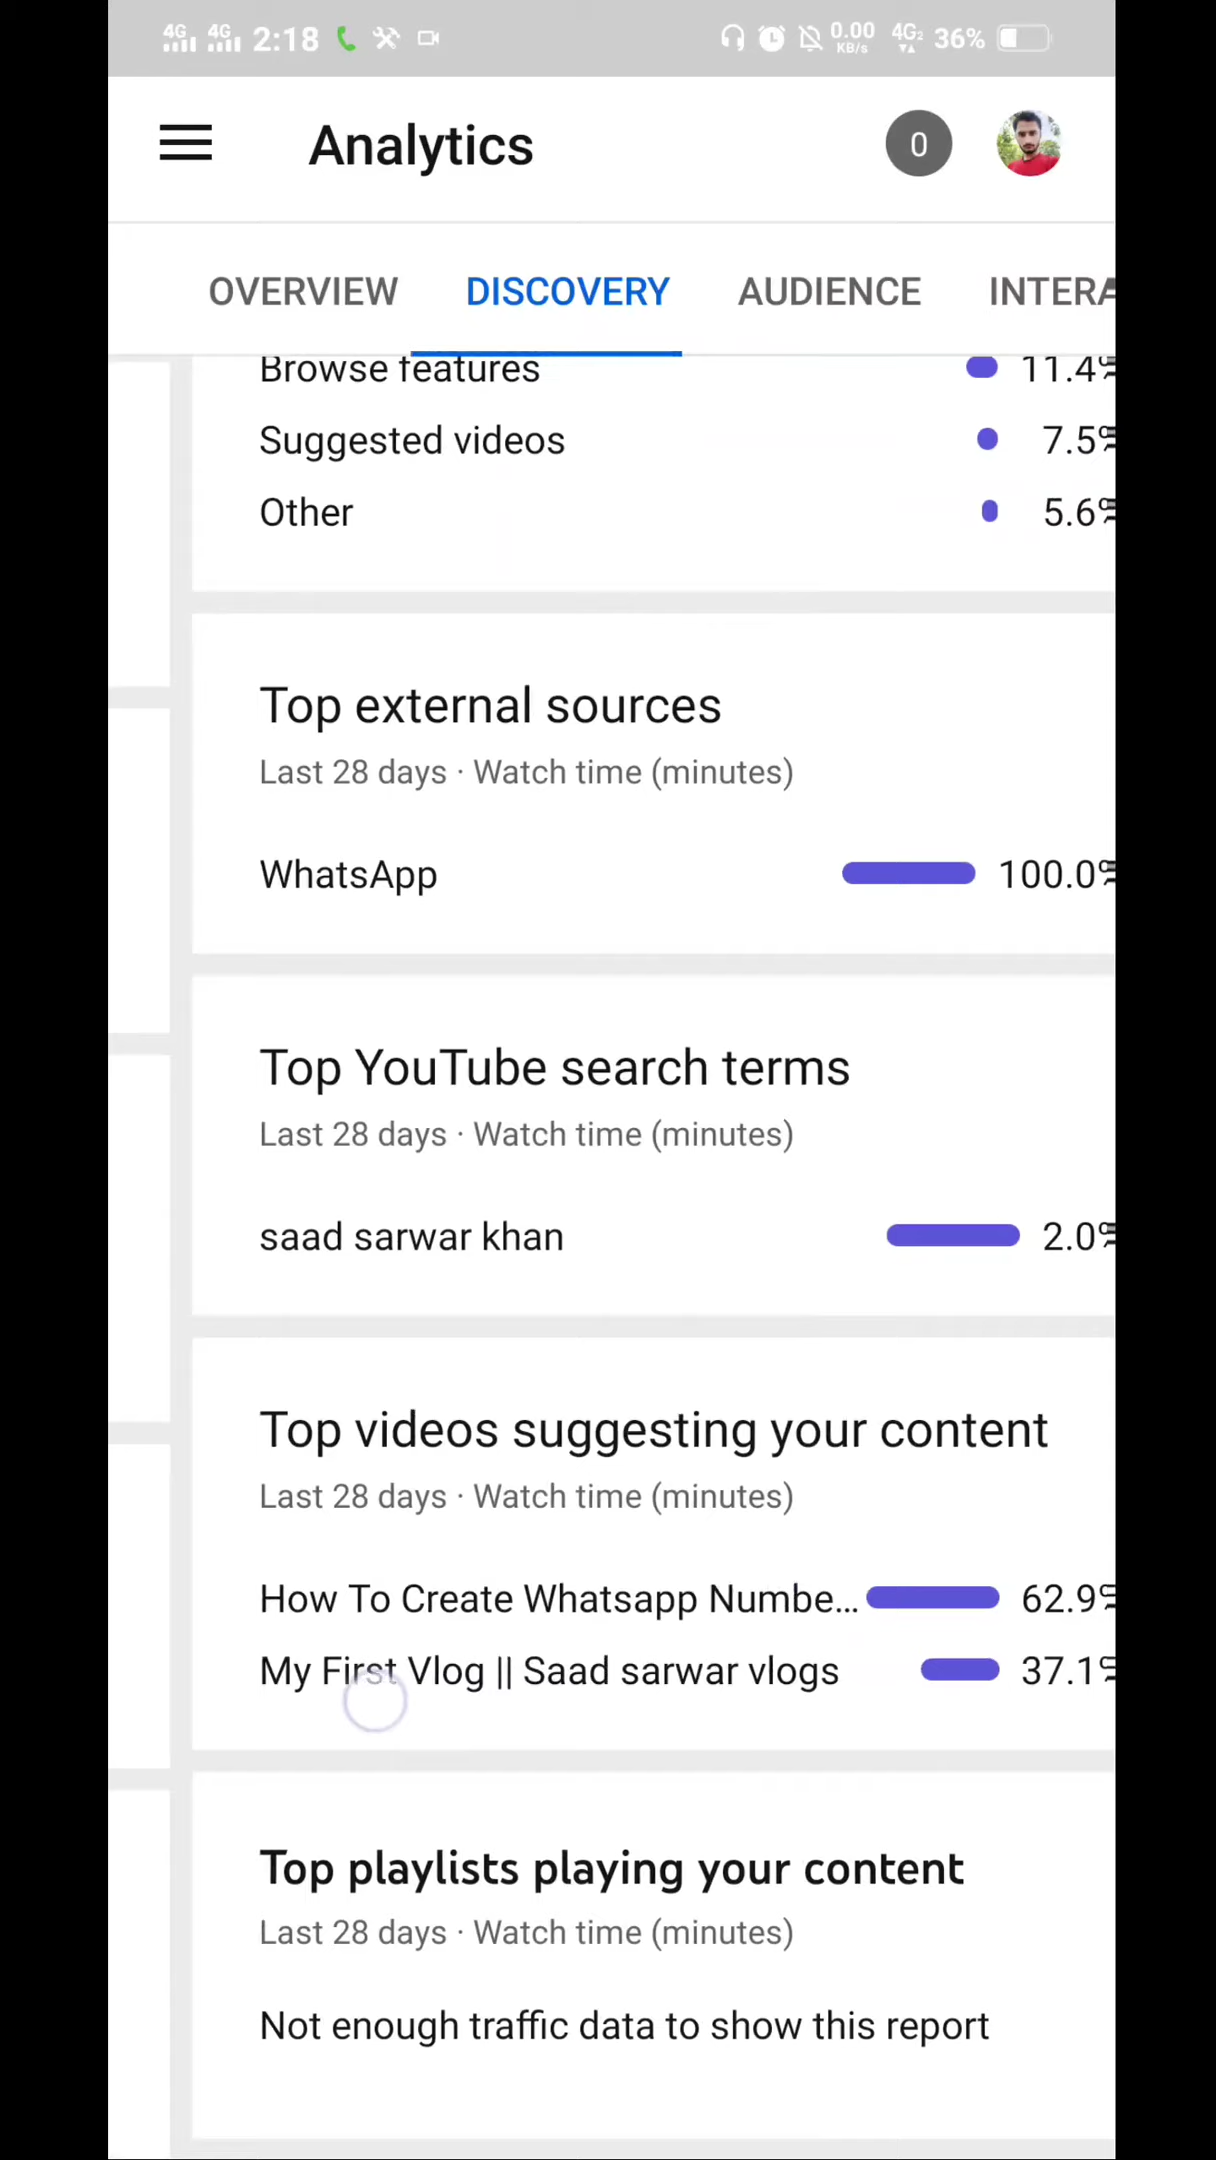 4G 4G 2:18 0.00 KB/s 4G2 36%
Analytics 0
OVERVIEW DISCOVERY AUDIENCE INTERA
Browse features 11.4%
Suggested videos 7.5%
Other 5.6%
Top external sources
Last 28 days · Watch time (minutes)
WhatsApp 100.0%
Top YouTube search terms
Last 28 days · Watch time (minutes)
saad sarwar khan 2.0%
Top videos suggesting your content
Last 28 days · Watch time (minutes)
How To Create Whatsapp Numbe... 62.9%
My First Vlog || Saad sarwar vlogs 37.1%
Top playlists playing your content
Last 28 days · Watch time (minutes)
Not enough traffic data to show this report